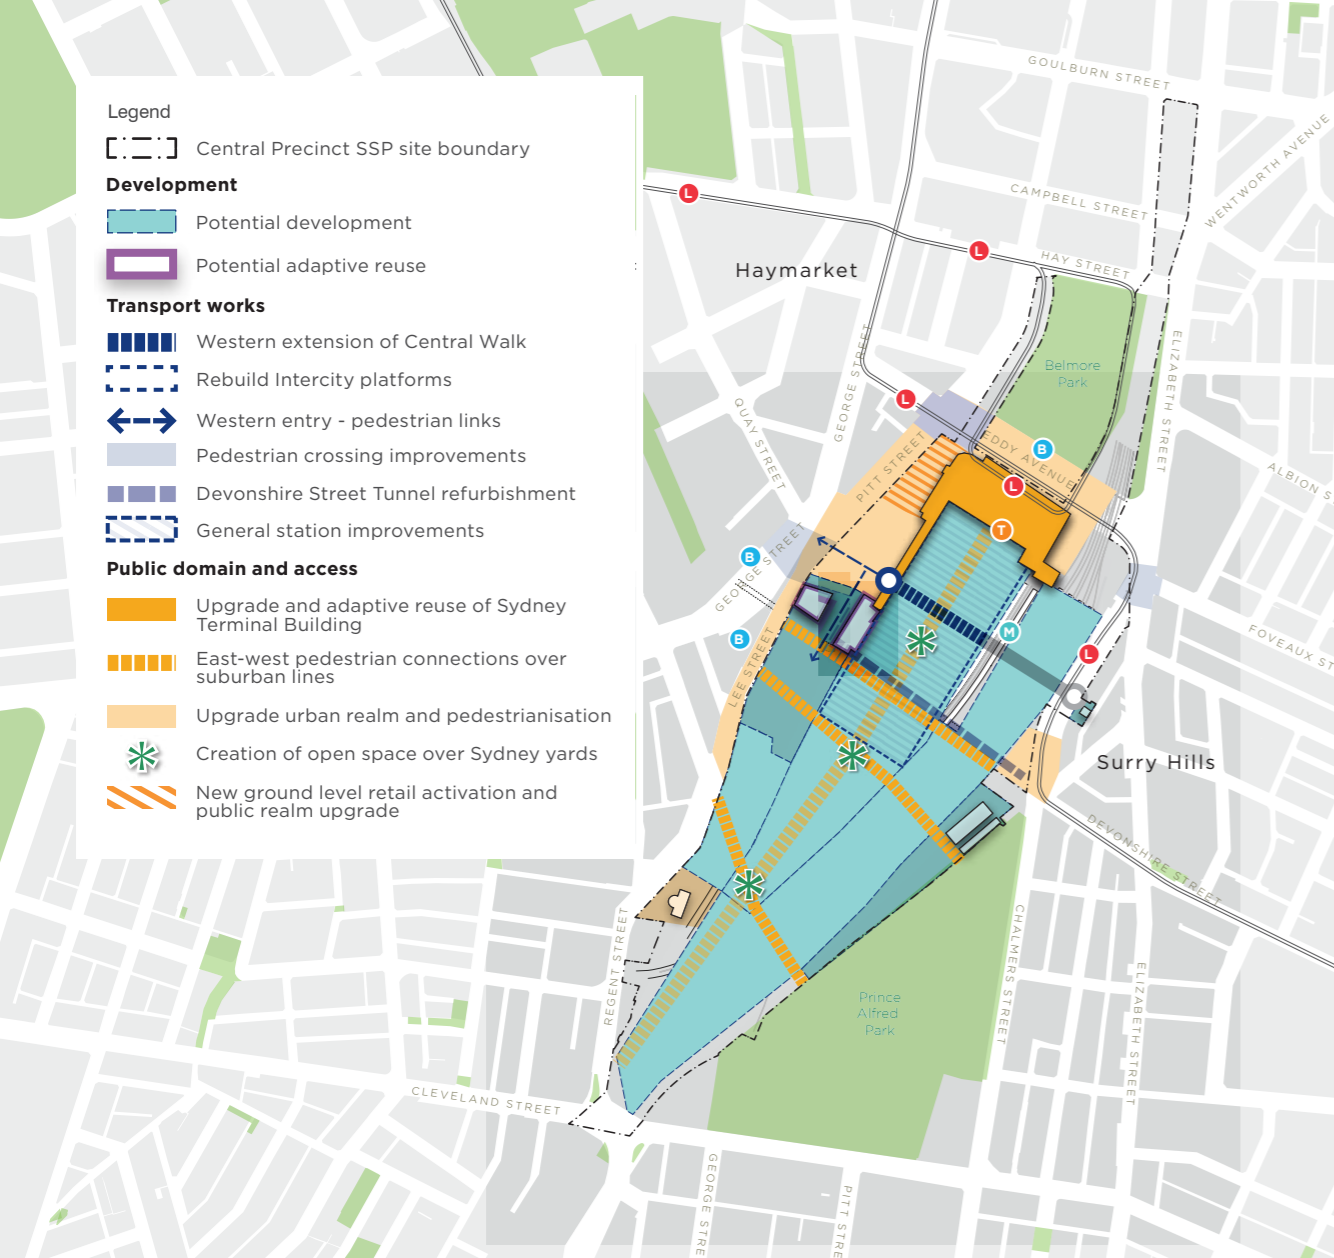 Legend
Central Precinct SSP site boundary
Development
Potential development
Potential adaptive reuse
Transport works
Western extension of Central Walk
Rebuild Intercity platforms
Western entry - pedestrian links
Pedestrian crossing improvements
Devonshire Street Tunnel refurbishment
General station improvements
Public domain and access
Upgrade and adaptive reuse of Sydney
Terminal Building
East-west pedestrian connections over
suburban lines
Upgrade urban realm and pedestrianisation
Creation of open space over Sydney yards
New ground level retail activation and
public realm upgrade
GOULBURN STREET
WENTWORTH AVENUE
CAMPBELL STREET
L
L
HAY STREET
Haymarket
Belmore
Park
ELIZABETH STREET
GEORGE STREET
QUAY STREET
L
PITT STREET
EDDY AVENUE
B
L
T
ALBION S
GEORGE STREET
B
B
LEE STREET
M
L
FOVEAUX ST
Surry Hills
DEVONSHIRE STREET
REGENT STREET
CHALMERS STREET
ELIZABETH STREET
Prince
Alfred
Park
CLEVELAND STREET
GEORGE STRE
PITT STRE